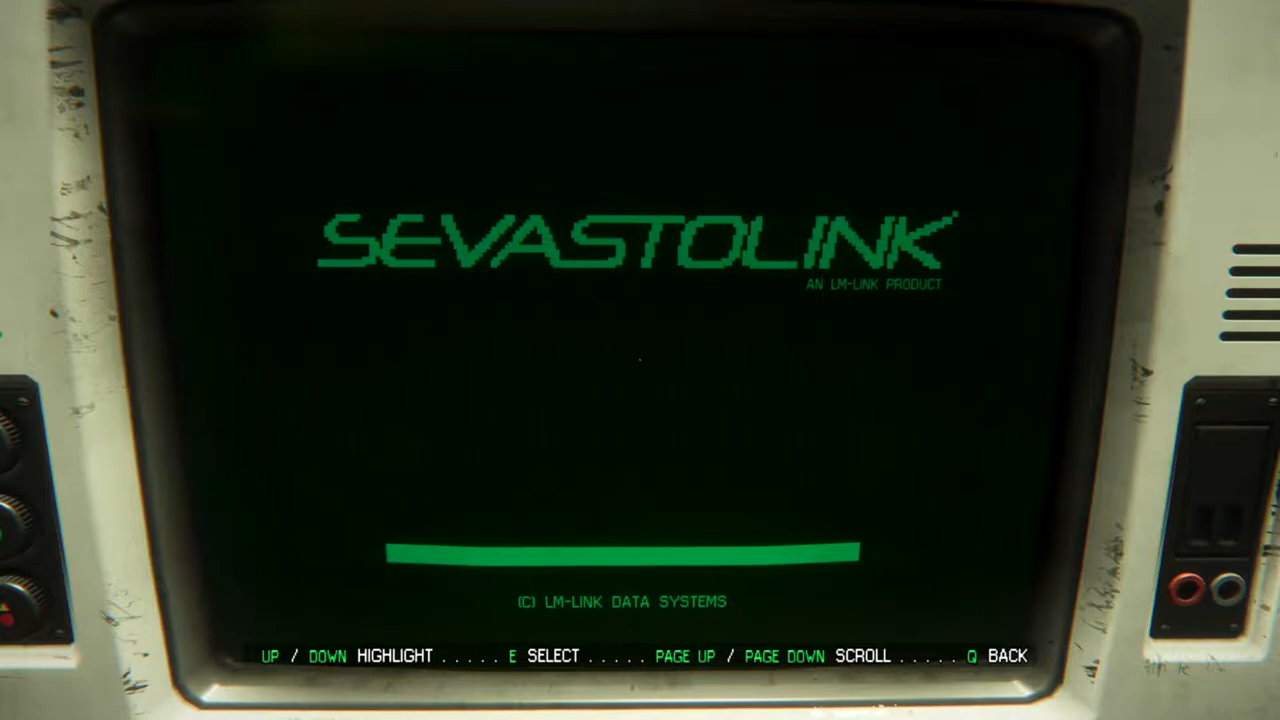 SEVASTOLINK
AN LM-LINK PRODUCT
(C) LM-LINK DATA SYSTEMS
UP / DOWN HIGHLIGHT ..... E SELECT ..... PAGE UP / PAGE DOWN SCROLL ..... Q BACK